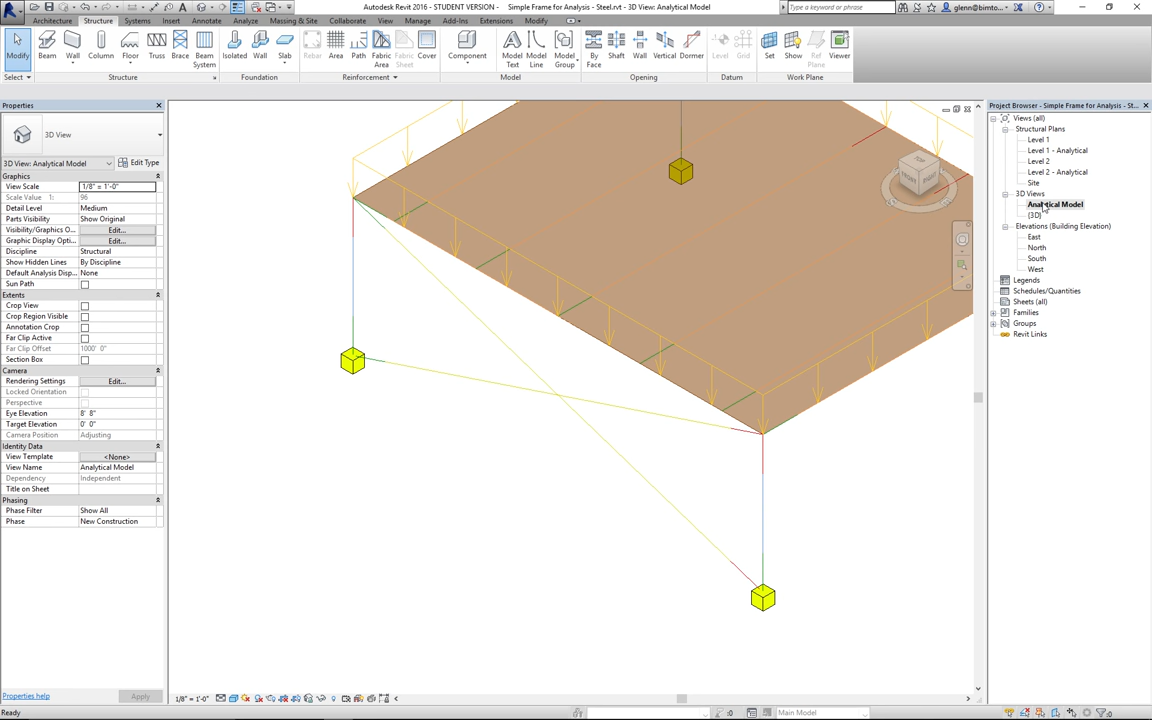 Autodesk Revit 2016 - STUDENT VERSION - Simple Frame for Analysis - Steel.rvt - 3D View: Analytical Model
Type a keyword or phrase
glenn@bimto...
Architecture Structure Systems Insert Annotate Analyze Massing & Site Collaborate View Manage Add-Ins Extensions Modify
Modify Beam Wall Column Floor Truss Brace Beam System Isolated Wall Slab Rebar Area Path Fabric Area Fabric Sheet Cover Component Model Text Model Line Model Group By Face Shaft Wall Vertical Dormer Level Grid Set Show Ref Plane Viewer
Select Structure Foundation Reinforcement Model Opening Datum Work Plane
Properties
3D View
3D View: Analytical Model Edit Type
Graphics
View Scale 1/8" = 1'-0"
Scale Value 1: 96
Detail Level Medium
Parts Visibility Show Original
Visibility/Graphics O... Edit...
Graphic Display Opti... Edit...
Discipline Structural
Show Hidden Lines By Discipline
Default Analysis Disp... None
Sun Path
Extents
Crop View
Crop Region Visible
Annotation Crop
Far Clip Active
Far Clip Offset 1000' 0"
Section Box
Camera
Rendering Settings Edit...
Locked Orientation
Perspective
Eye Elevation 8' 8"
Target Elevation 0' 0"
Camera Position Adjusting
Identity Data
View Template <None>
View Name Analytical Model
Dependency Independent
Title on Sheet
Phasing
Phase Filter Show All
Phase New Construction
Properties help Apply
TOP
FRONT RIGHT
Project Browser - Simple Frame for Analysis - St...
Views (all)
Structural Plans
Level 1
Level 1 - Analytical
Level 2
Level 2 - Analytical
Site
3D Views
Analytical Model
{3D}
Elevations (Building Elevation)
East
North
South
West
Legends
Schedules/Quantities
Sheets (all)
Families
Groups
Revit Links
1/8" = 1'-0"
Ready
:0
Main Model
:0